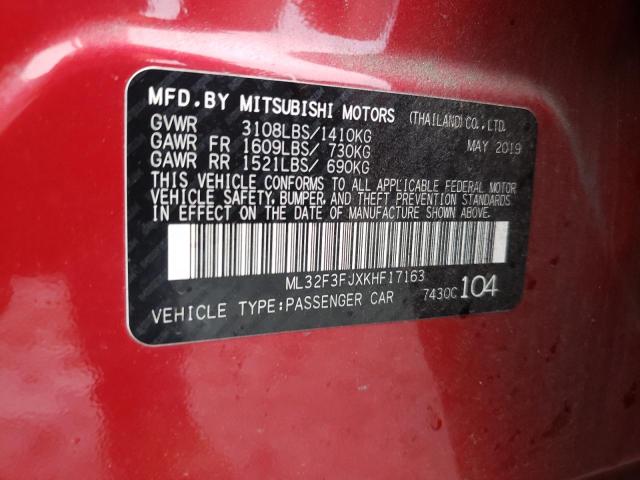 MFD.BY MITSUBISHI MOTORS (THAILAND)CO.,LTD.
GVWR 3108LBS/1410KG MAY 2019
GAWR FR 1609LBS/ 730KG
GAWR RR 1521LBS/ 690KG
THIS VEHICLE CONFORMS TO ALL APPLICABLE FEDERAL MOTOR
VEHICLE SAFETY, BUMPER, AND THEFT PREVENTION STANDARDS
IN EFFECT ON THE DATE OF MANUFACTURE SHOWN ABOVE.
ML32F3FJXKHF17163
VEHICLE TYPE:PASSENGER CAR 7430C 104